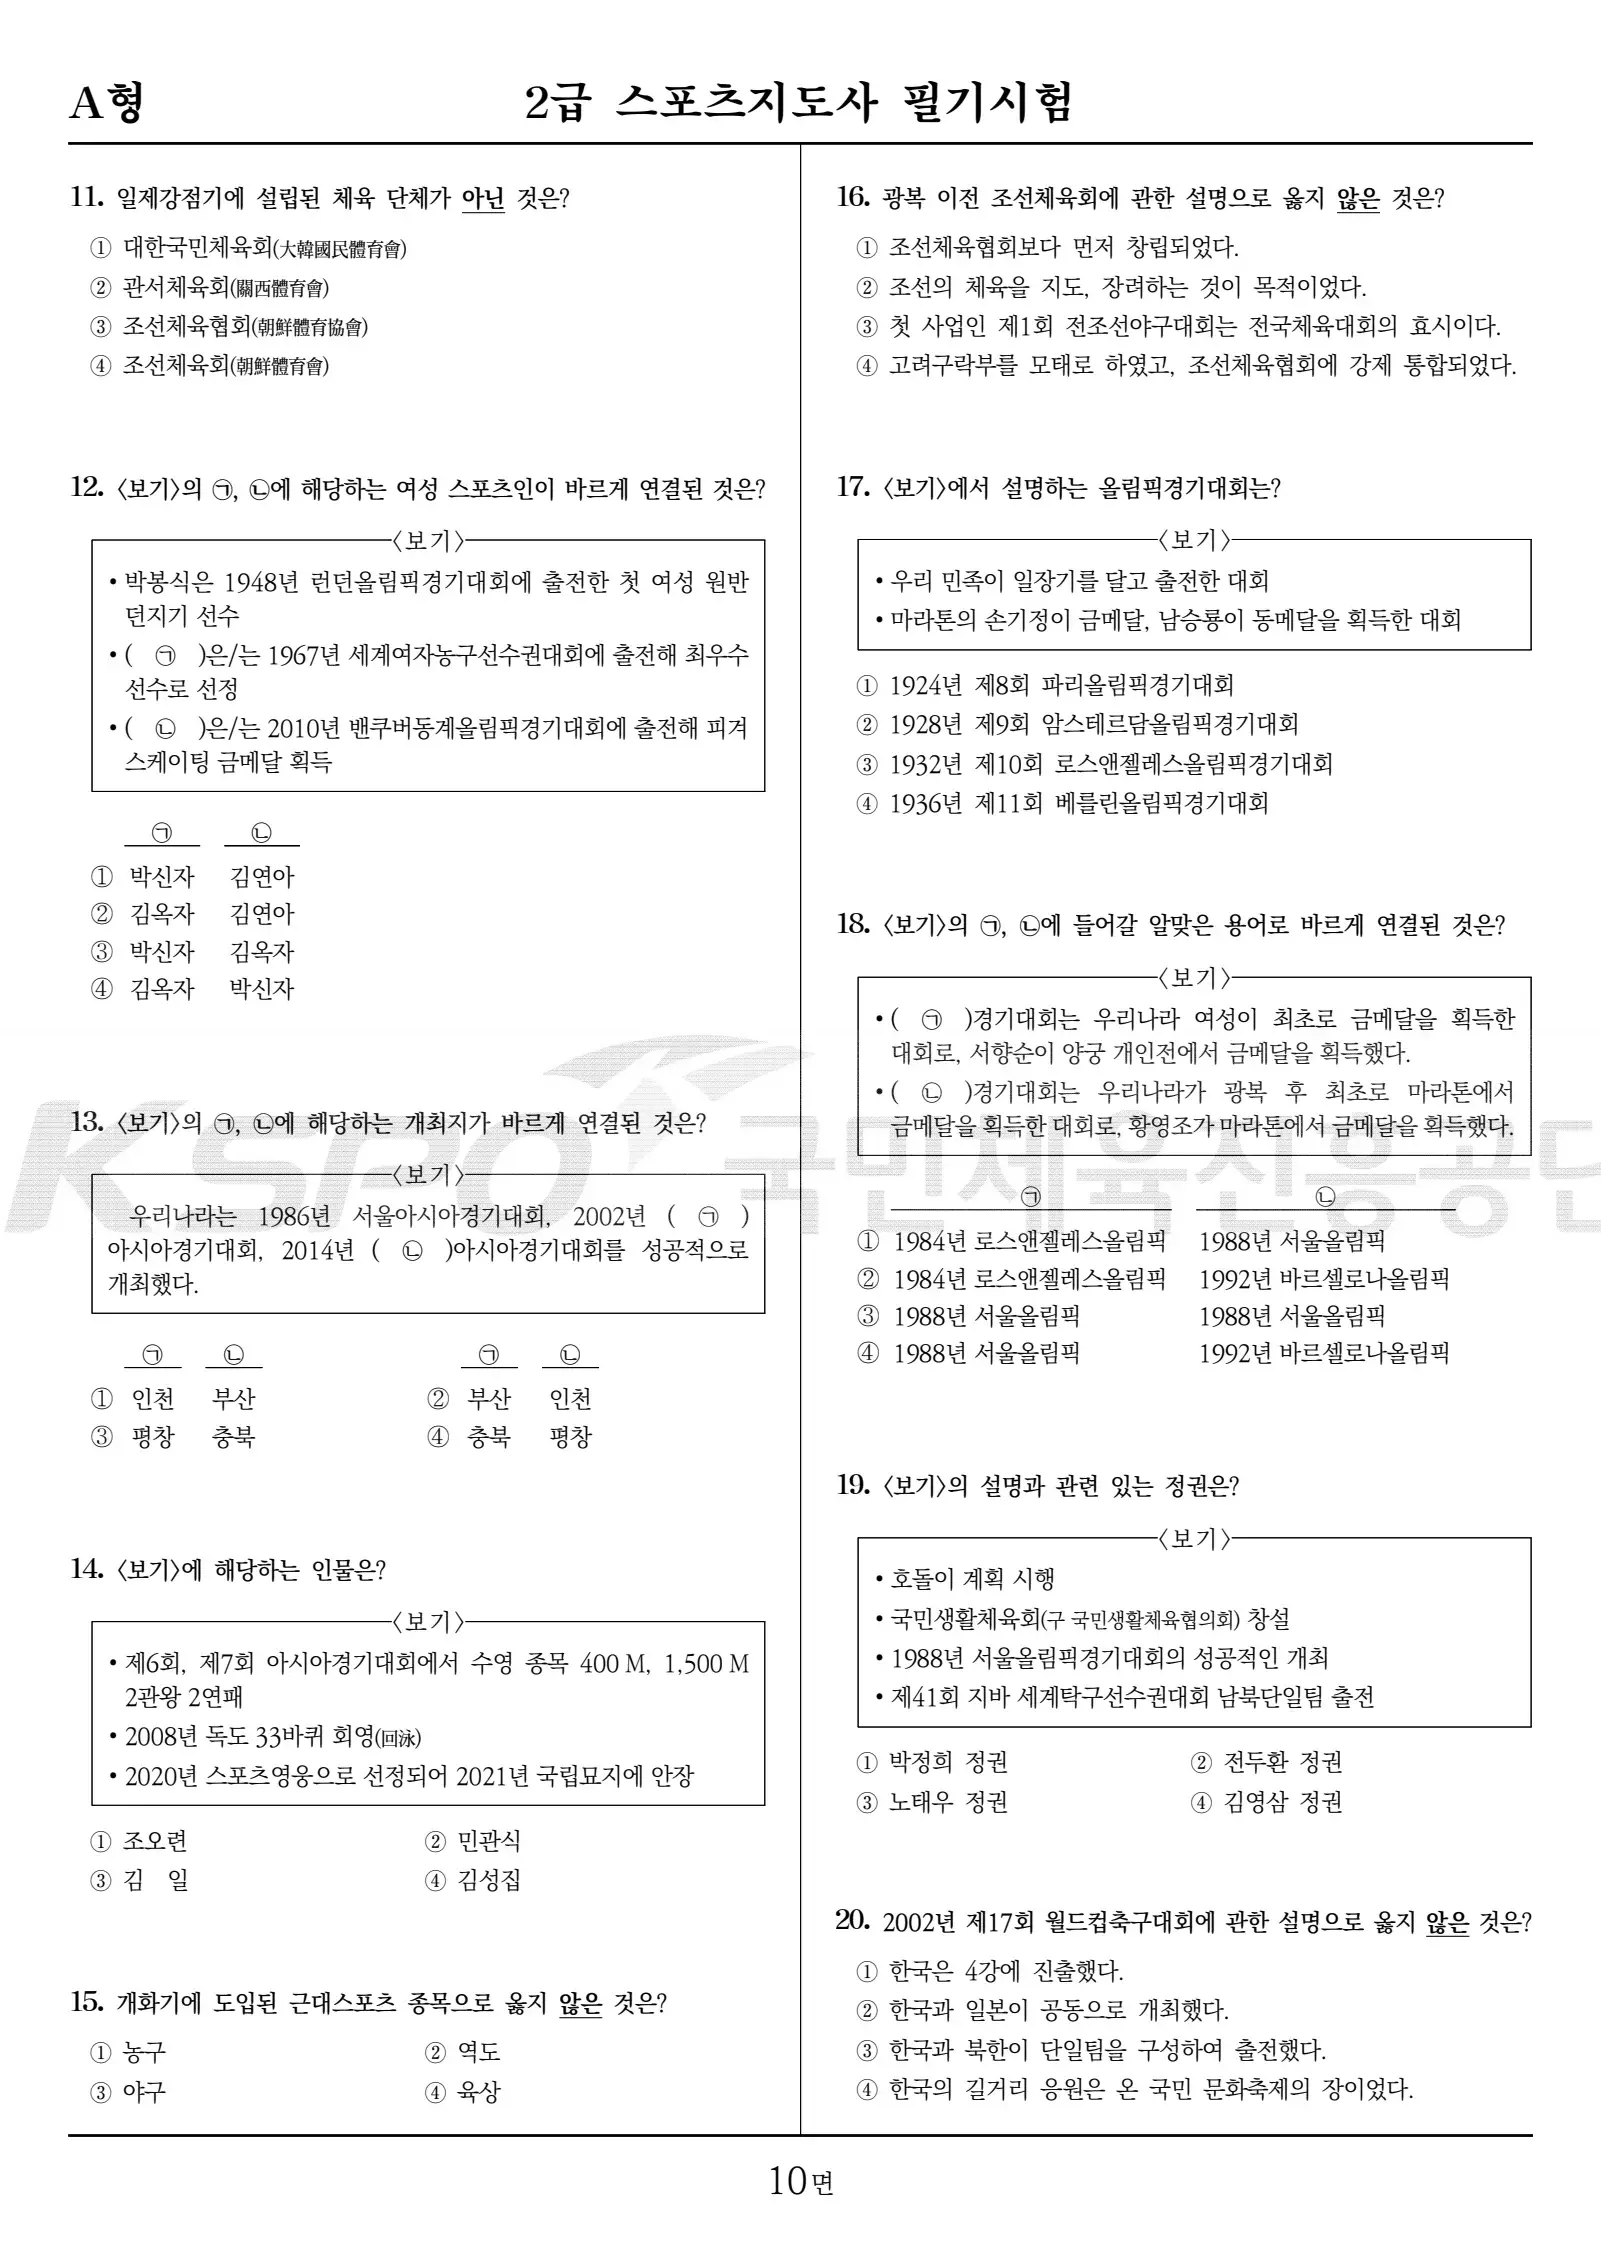 A형
2급 스포츠지도사 필기시험
11. 일제강점기에 설립된 체육 단체가 아닌 것은?
① 대한국민체육회(大韓國民體育會)
② 관서체육회(關西體育會)
③ 조선체육협회(朝鮮體育協會)
④ 조선체육회(朝鮮體育會)
12. 〈보기〉의 ㉠, ㉡에 해당하는 여성 스포츠인이 바르게 연결된 것은?
〈보기〉
• 박봉식은 1948년 런던올림픽경기대회에 출전한 첫 여성 원반
던지기 선수
• ( ㉠ )은/는 1967년 세계여자농구선수권대회에 출전해 최우수
선수로 선정
• ( ㉡ )은/는 2010년 밴쿠버동계올림픽경기대회에 출전해 피겨
스케이팅 금메달 획득
㉠ ㉡
① 박신자 김연아
② 김옥자 김연아
③ 박신자 김옥자
④ 김옥자 박신자
13. 〈보기〉의 ㉠, ㉡에 해당하는 개최지가 바르게 연결된 것은?
〈보기〉
우리나라는 1986년 서울아시아경기대회, 2002년 ( ㉠ )
아시아경기대회, 2014년 ( ㉡ )아시아경기대회를 성공적으로
개최했다.
㉠ ㉡ ㉠ ㉡
① 인천 부산 ② 부산 인천
③ 평창 충북 ④ 충북 평창
14. 〈보기〉에 해당하는 인물은?
〈보기〉
• 제6회, 제7회 아시아경기대회에서 수영 종목 400 M, 1,500 M
2관왕 2연패
• 2008년 독도 33바퀴 회영(回泳)
• 2020년 스포츠영웅으로 선정되어 2021년 국립묘지에 안장
① 조오련 ② 민관식
③ 김 일 ④ 김성집
15. 개화기에 도입된 근대스포츠 종목으로 옳지 않은 것은?
① 농구 ② 역도
③ 야구 ④ 육상
16. 광복 이전 조선체육회에 관한 설명으로 옳지 않은 것은?
① 조선체육협회보다 먼저 창립되었다.
② 조선의 체육을 지도, 장려하는 것이 목적이었다.
③ 첫 사업인 제1회 전조선야구대회는 전국체육대회의 효시이다.
④ 고려구락부를 모태로 하였고, 조선체육협회에 강제 통합되었다.
17. 〈보기〉에서 설명하는 올림픽경기대회는?
〈보기〉
• 우리 민족이 일장기를 달고 출전한 대회
• 마라톤의 손기정이 금메달, 남승룡이 동메달을 획득한 대회
① 1924년 제8회 파리올림픽경기대회
② 1928년 제9회 암스테르담올림픽경기대회
③ 1932년 제10회 로스앤젤레스올림픽경기대회
④ 1936년 제11회 베를린올림픽경기대회
18. 〈보기〉의 ㉠, ㉡에 들어갈 알맞은 용어로 바르게 연결된 것은?
〈보기〉
• ( ㉠ )경기대회는 우리나라 여성이 최초로 금메달을 획득한
대회로, 서향순이 양궁 개인전에서 금메달을 획득했다.
• ( ㉡ )경기대회는 우리나라가 광복 후 최초로 마라톤에서
금메달을 획득한 대회로, 황영조가 마라톤에서 금메달을 획득했다.
㉠ ㉡
① 1984년 로스앤젤레스올림픽 1988년 서울올림픽
② 1984년 로스앤젤레스올림픽 1992년 바르셀로나올림픽
③ 1988년 서울올림픽 1988년 서울올림픽
④ 1988년 서울올림픽 1992년 바르셀로나올림픽
19. 〈보기〉의 설명과 관련 있는 정권은?
〈보기〉
• 호돌이 계획 시행
• 국민생활체육회(구 국민생활체육협의회) 창설
• 1988년 서울올림픽경기대회의 성공적인 개최
• 제41회 지바 세계탁구선수권대회 남북단일팀 출전
① 박정희 정권 ② 전두환 정권
③ 노태우 정권 ④ 김영삼 정권
20. 2002년 제17회 월드컵축구대회에 관한 설명으로 옳지 않은 것은?
① 한국은 4강에 진출했다.
② 한국과 일본이 공동으로 개최했다.
③ 한국과 북한이 단일팀을 구성하여 출전했다.
④ 한국의 길거리 응원은 온 국민 문화축제의 장이었다.
KSPO 국민체육진흥공단
10면